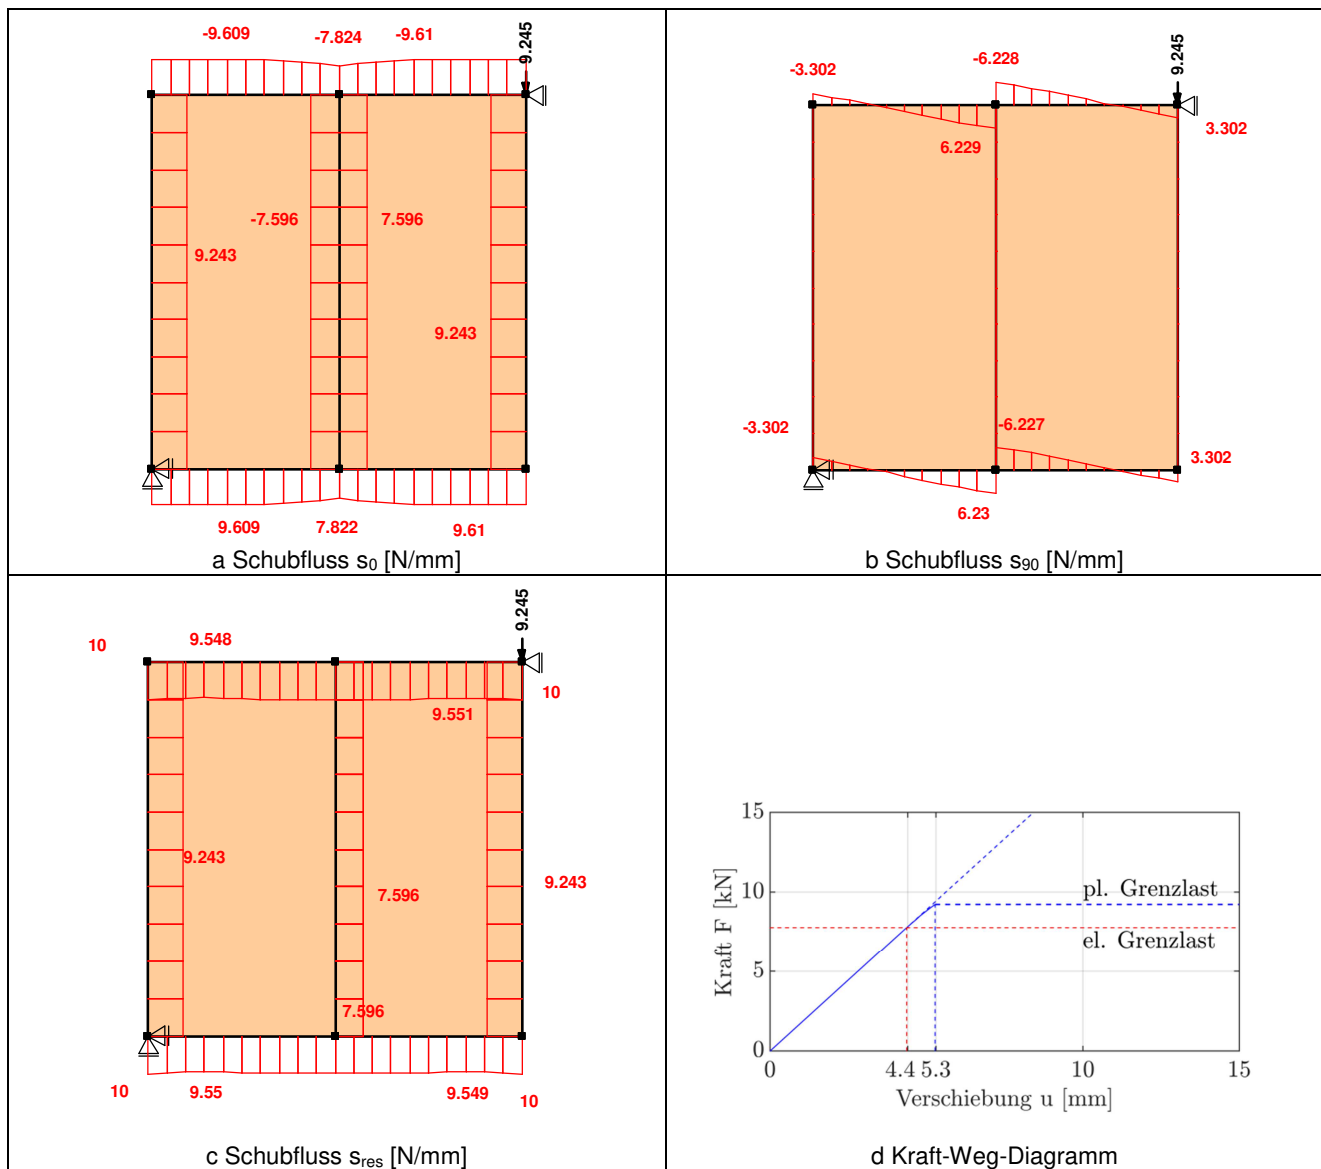 -9.609 -7.824 -9.61 9.245
-7.596 7.596
9.243
9.243
9.609 7.822 9.61
a Schubfluss s0 [N/mm]
-6.228 9.245
-3.302
3.302
6.229
-3.302 -6.227
3.302
6.23
b Schubfluss s90 [N/mm]
9.245
10 9.548
10
9.551
9.243
9.243
7.596
7.596
10 9.55 9.549 10
c Schubfluss sres [N/mm]
15
10
5
0
Kraft F [kN]
pl. Grenzlast
el. Grenzlast
0 4.4 5.3 10 15
Verschiebung u [mm]
d Kraft-Weg-Diagramm